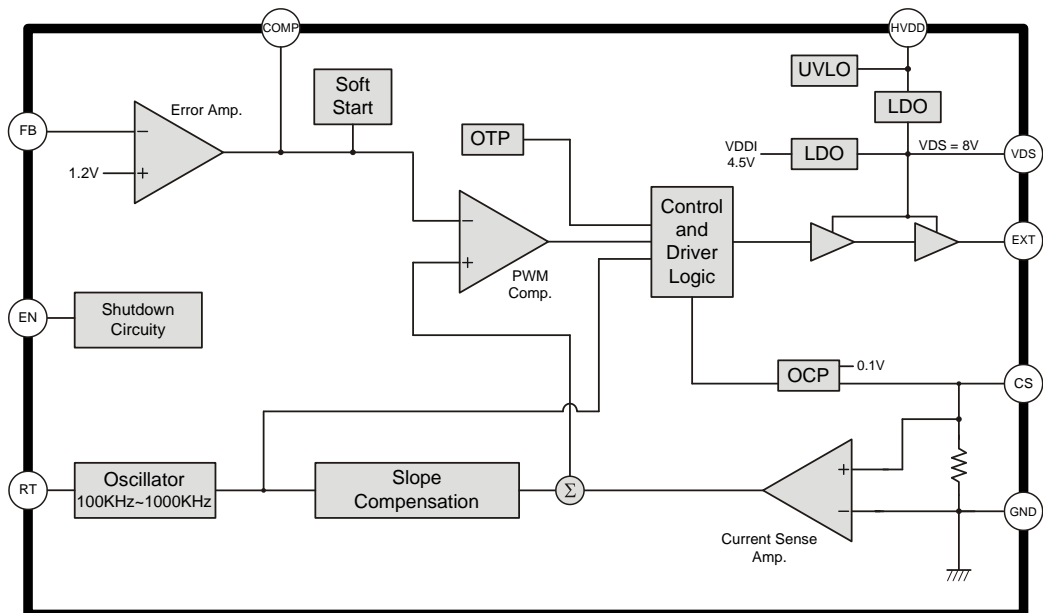 COMP
HVDD
UVLO
Soft
Start
Error Amp.
LDO
FB
OTP
VDDI
4.5V
LDO
VDS = 8V
VDS
1.2V
Control
and
Driver
Logic
EXT
PWM
Comp.
EN
Shutdown
Circuity
OCP
0.1V
CS
RT
Oscillator
100KHz~1000KHz
Slope
Compensation
Σ
Current Sense
Amp.
GND